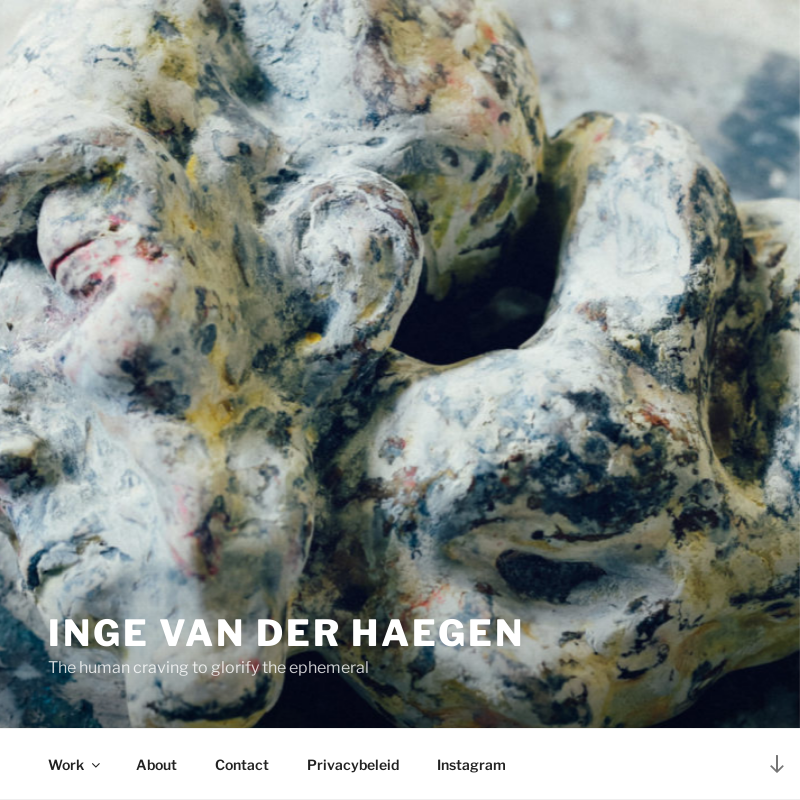 INGE VAN DER HAEGEN
The human craving to glorify the ephemeral
Work
About
Contact
Privacybeleid
Instagram